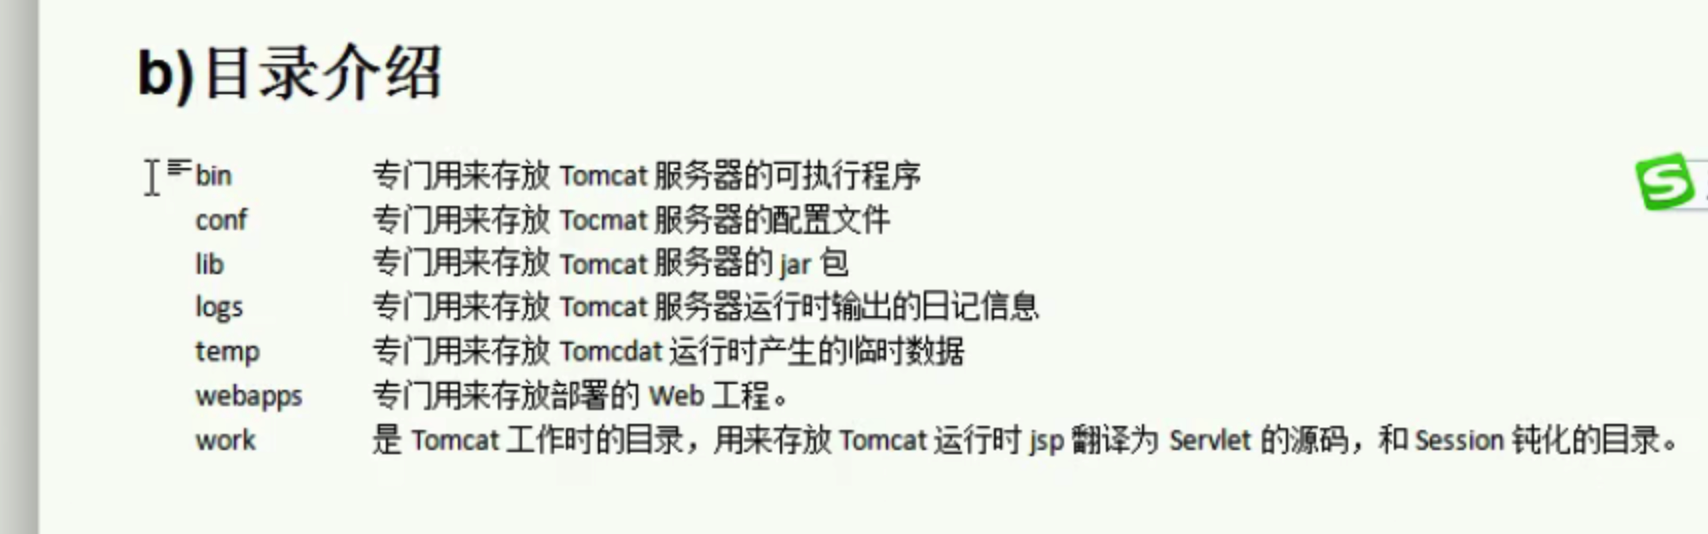 b)目录介绍
bin 专门用来存放 Tomcat 服务器的可执行程序
conf 专门用来存放 Tocmat 服务器的配置文件
lib 专门用来存放 Tomcat 服务器的 jar 包
logs 专门用来存放 Tomcat 服务器运行时输出的日记信息
temp 专门用来存放 Tomcdat 运行时产生的临时数据
webapps 专门用来存放部署的 Web 工程。
work 是 Tomcat 工作时的目录，用来存放 Tomcat 运行时 jsp 翻译为 Servlet 的源码，和 Session 钝化的目录。